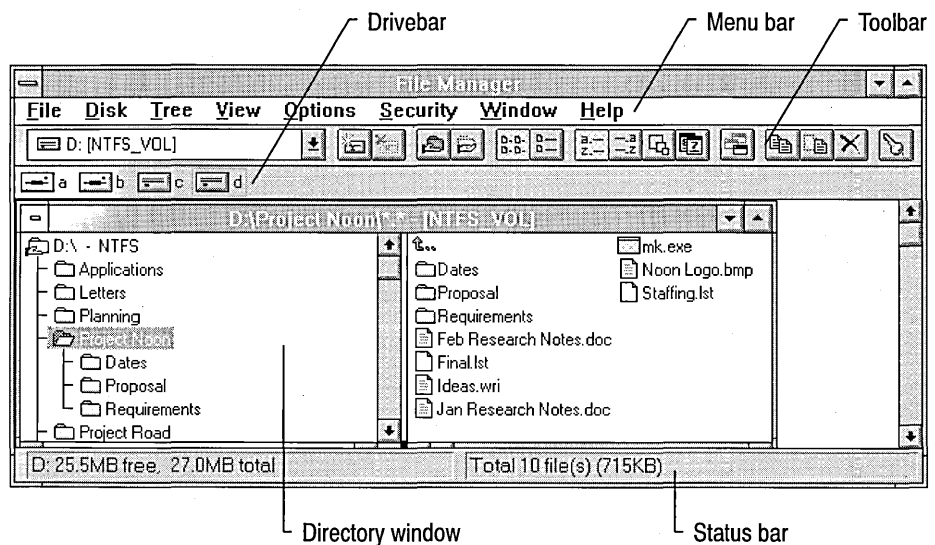 Drivebar
Menu bar
Toolbar
File Manager
File Disk Tree View Options Security Window Help
D: [NTFS_VOL]
a b c d
D:\Project Noon\*.* - [NTFS_VOL]
D:\ - NTFS
Applications
Letters
Planning
Project Noon
Dates
Proposal
Requirements
Project Road
..
Dates
Proposal
Requirements
Feb Research Notes.doc
Final.lst
Ideas.wri
Jan Research Notes.doc
mk.exe
Noon Logo.bmp
Staffing.lst
D: 25.5MB free, 27.0MB total
Total 10 file(s) (715KB)
Directory window
Status bar